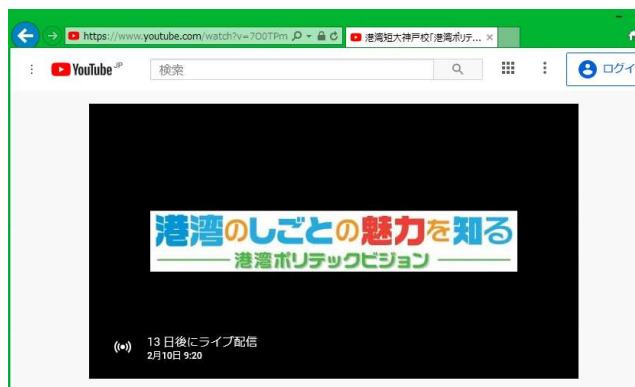 https://www.youtube.com/watch?v=7O0TPm
港湾短大神戸校「港湾ポリテ...
YouTube JP
検索
ログイ
港湾のしごとの魅力を知る
港湾ポリテックビジョン
13 日後にライブ配信
2月10日 9:20